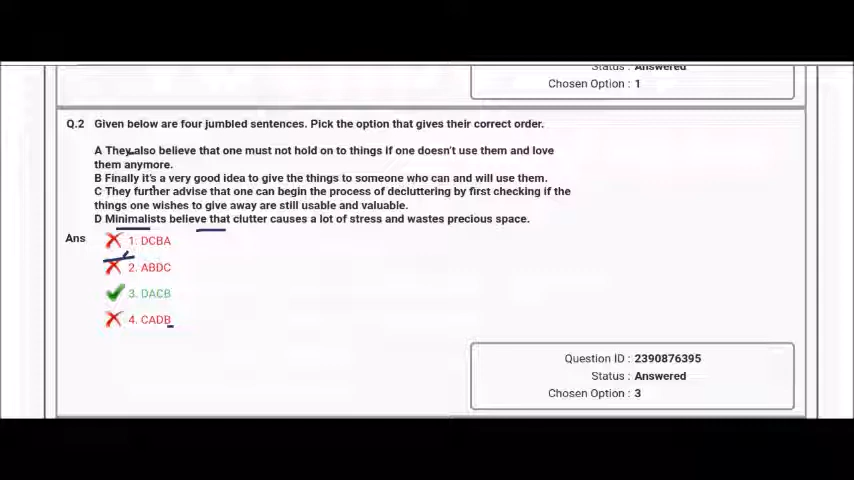 Status : Answered
Chosen Option : 1
Q.2 Given below are four jumbled sentences. Pick the option that gives their correct order.
A They also believe that one must not hold on to things if one doesn't use them and love
them anymore.
B Finally it's a very good idea to give the things to someone who can and will use them.
C They further advise that one can begin the process of decluttering by first checking if the
things one wishes to give away are still usable and valuable.
D Minimalists believe that clutter causes a lot of stress and wastes precious space.
Ans 1. DCBA
2. ABDC
3. DACB
4. CADB
Question ID : 2390876395
Status : Answered
Chosen Option : 3